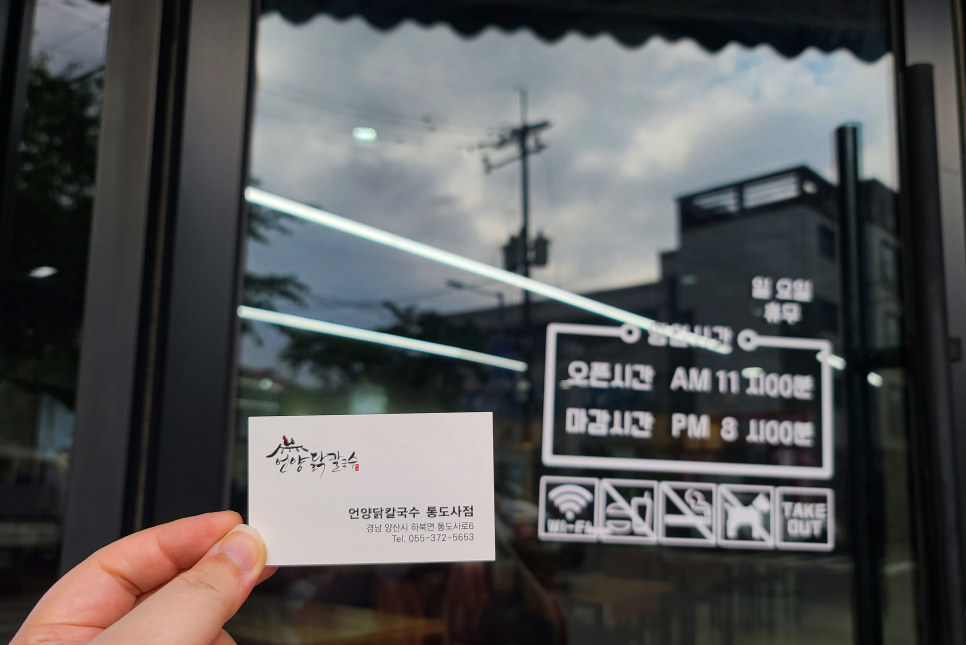 언양닭칼국수
언양닭칼국수 통도사점
경남 양산시 하북면 통도사로6
Tel. 055-372-5653
일요일
휴무
영업시간
오픈시간 AM 11 시00분
마감시간 PM 8 시00분
WI-FI
TAKE
OUT